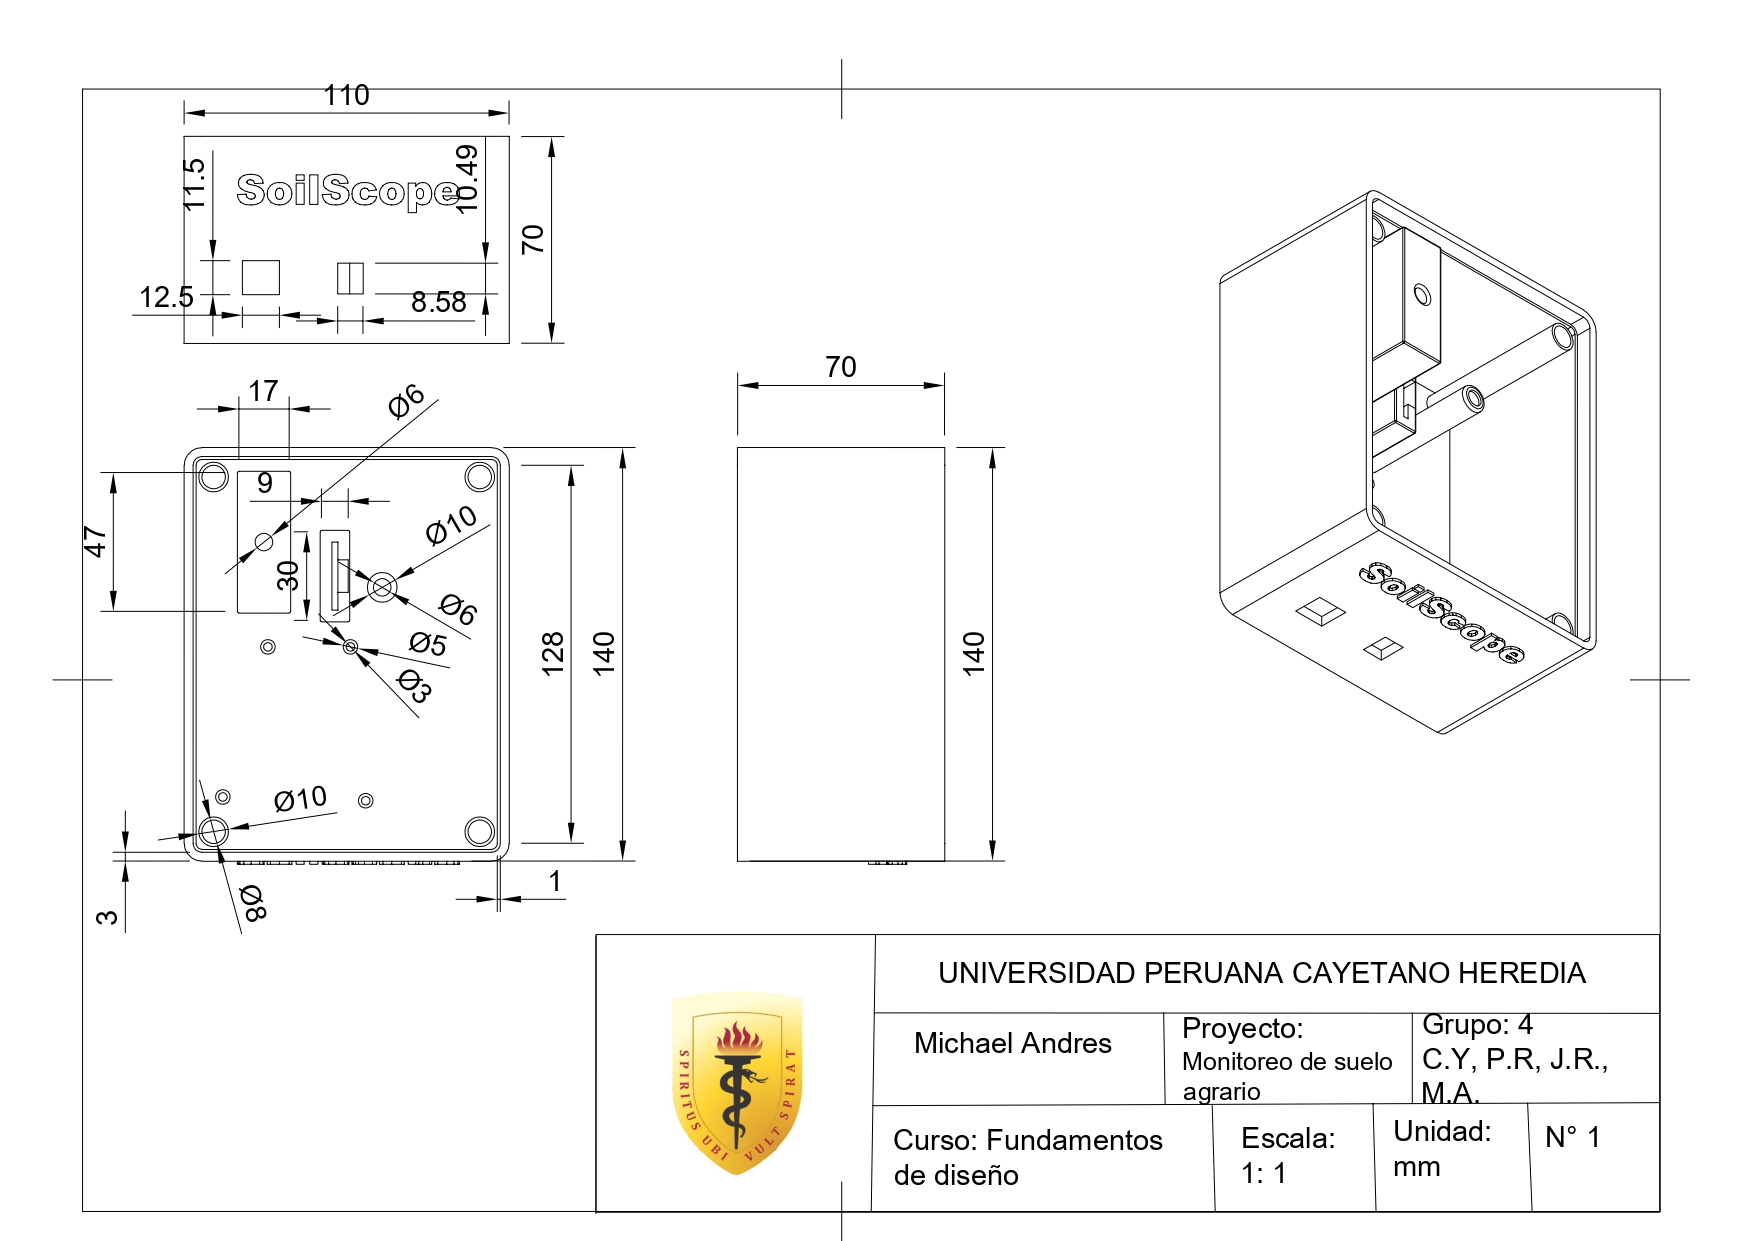 110
11.5
SoilScope
10.49
70
12.5
8.58
17
Ø6
70
9
47
Ø10
30
Ø6
Ø5
Ø3
128
140
140
SoilScope
Ø10
Ø8
3
1
UNIVERSIDAD PERUANA CAYETANO HEREDIA
Michael Andres
Proyecto:
Monitoreo de suelo
agrario
Grupo: 4
C.Y, P.R, J.R.,
M.A.
SPIRITUS UBI VULT SPIRAT
Curso: Fundamentos
de diseño
Escala:
1: 1
Unidad:
mm
N° 1